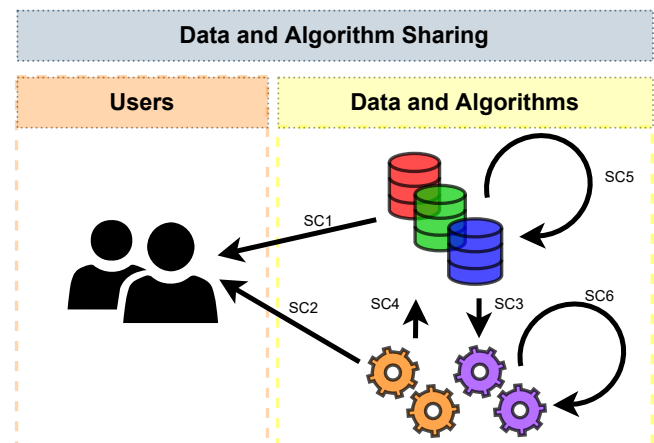 Data and Algorithm Sharing
Users
Data and Algorithms
SC5
SC1
SC2
SC4
SC3
SC6